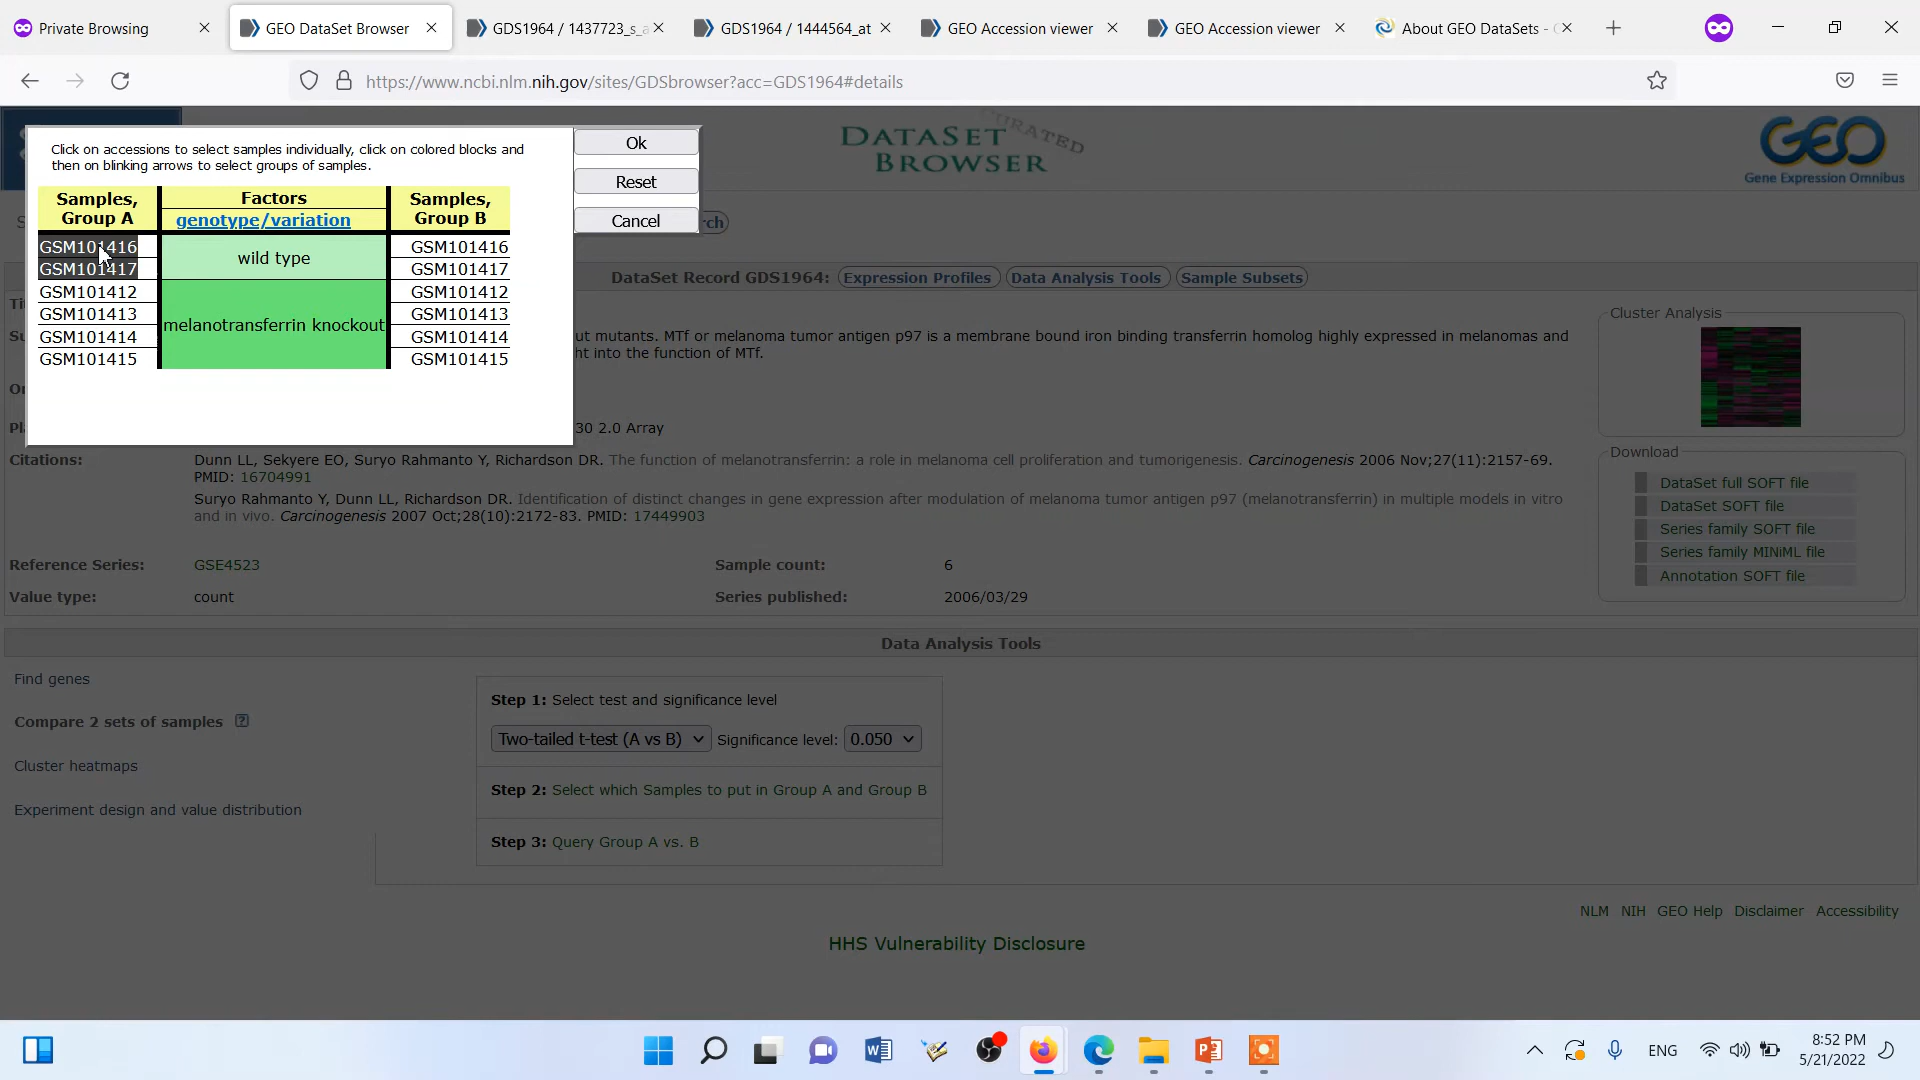 Private Browsing
GEO DataSet Browser
GDS1964 / 1437723_s_a
GDS1964 / 1444564_at
GEO Accession viewer
GEO Accession viewer
About GEO DataSets -
https://www.ncbi.nlm.nih.gov/sites/GDSbrowser?acc=GDS1964#details
DATASET BROWSER
CURATED
GEO
Gene Expression Omnibus
Click on accessions to select samples individually, click on colored blocks and
then on blinking arrows to select groups of samples.
Ok
Reset
Cancel
Samples, Group A
Factors
genotype/variation
Samples, Group B
GSM101416 wild type GSM101416
GSM101417 GSM101417
GSM101412 melanotransferrin knockout GSM101412
GSM101413 GSM101413
GSM101414 GSM101414
GSM101415 GSM101415
DataSet Record GDS1964: Expression Profiles Data Analysis Tools Sample Subsets
ut mutants. MTf or melanoma tumor antigen p97 is a membrane bound iron binding transferrin homolog highly expressed in melanomas and
ht into the function of MTf.
30 2.0 Array
Citations: Dunn LL, Sekyere EO, Suryo Rahmanto Y, Richardson DR. The function of melanotransferrin: a role in melanoma cell proliferation and tumorigenesis. Carcinogenesis 2006 Nov;27(11):2157-69.
PMID: 16704991
Suryo Rahmanto Y, Dunn LL, Richardson DR. Identification of distinct changes in gene expression after modulation of melanoma tumor antigen p97 (melanotransferrin) in multiple models in vitro
and in vivo. Carcinogenesis 2007 Oct;28(10):2172-83. PMID: 17449903
Reference Series: GSE4523 Sample count: 6
Value type: count Series published: 2006/03/29
Cluster Analysis
Download
DataSet full SOFT file
DataSet SOFT file
Series family SOFT file
Series family MINiML file
Annotation SOFT file
Data Analysis Tools
Find genes
Compare 2 sets of samples ?
Cluster heatmaps
Experiment design and value distribution
Step 1: Select test and significance level
Two-tailed t-test (A vs B) Significance level: 0.050
Step 2: Select which Samples to put in Group A and Group B
Step 3: Query Group A vs. B
NLM NIH GEO Help Disclaimer Accessibility
HHS Vulnerability Disclosure
ENG
8:52 PM
5/21/2022